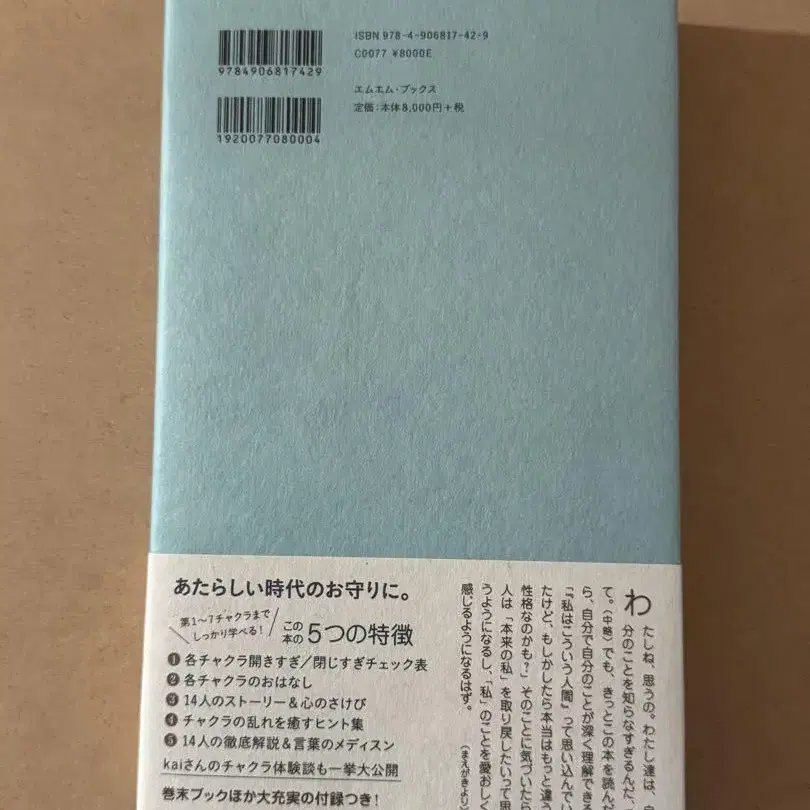 ISBN 978-4-906817-42-9
C0077 ¥8000E
9784906817429
エムエム・ブックス
定価:本体8,000円+税
1920077080004
あたらしい時代のお守りに。
第1〜7チャクラまで
しっかり学べる!
この
本の
5つの特徴
❶ 各チャクラ開きすぎ/閉じすぎチェック表
❷ 各チャクラのおはなし
❸ 14人のストーリー&心のさけび
❹ チャクラの乱れを癒すヒント集
❺ 14人の徹底解説&言葉のメディスン
kaiさんのチャクラ体験談も一挙大公開
巻末ブックほか大充実の付録つき!
わたしね、思うの。わたし達は、
分のことを知らなすぎるんだ、
て。(中略)でも、きっとこの本を読んだ
ら、自分で自分のことが深く理解できる
『私はこういう人間』って思い込んでい
たけど、もしかしたら本当はもっと違う
性格なのかも?」そのことに気づいたら
人は「本来の私」を取り戻したいって思
うようになるし、「私」のことを愛おしく
感じるようになるはず。
(まえがきより)